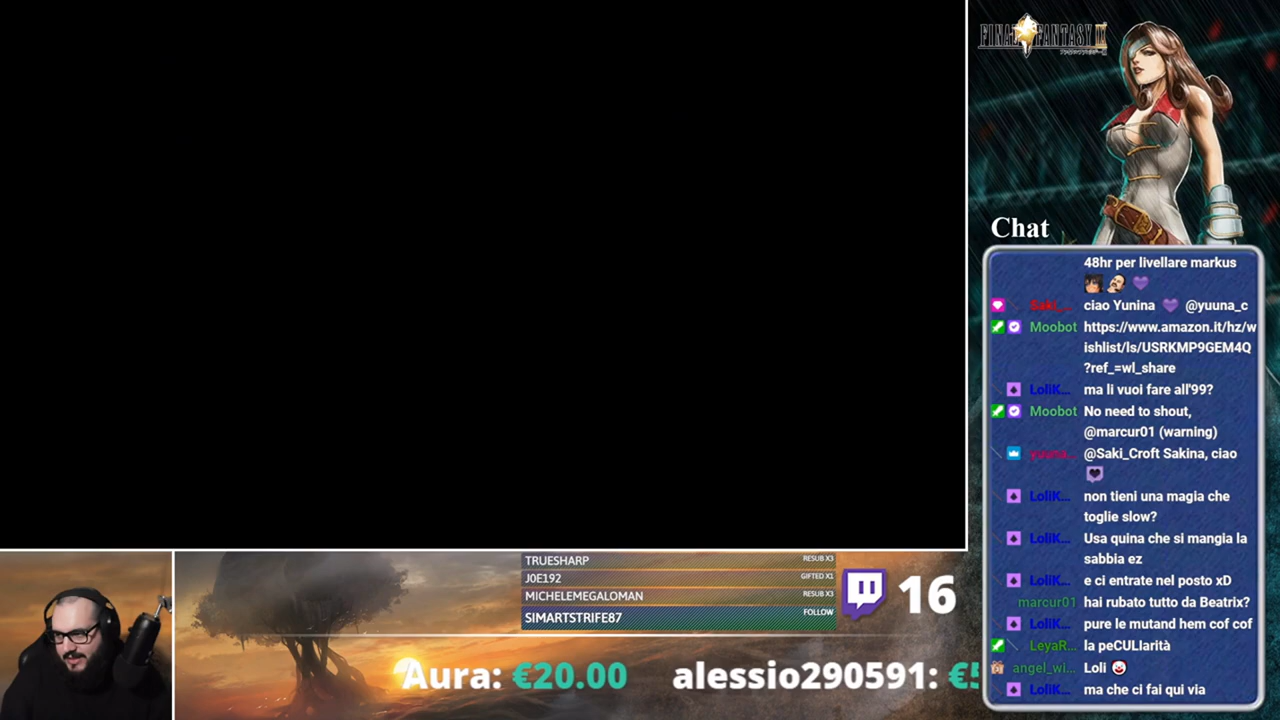 FINAL FANTASY IX
Chat
48hr per livellare markus
Saki_... ciao Yunina @yuuna_c
Moobot https://www.amazon.it/hz/w
ishlist/ls/USRKMP9GEM4Q
?ref_=wl_share
LoliK... ma li vuoi fare all'99?
Moobot No need to shout,
@marcur01 (warning)
yuuna... @Saki_Croft Sakina, ciao
LoliK... non tieni una magia che
toglie slow?
LoliK... Usa quina che si mangia la
sabbia ez
LoliK... e ci entrate nel posto xD
marcur01 hai rubato tutto da Beatrix?
LoliK... pure le mutand hem cof cof
LeyaR... la peCULIarità
angel_wi... Loli
LoliK... ma che ci fai qui via
TRUESHARP RESUB X3
J0E192 GIFTED X1
MICHELEMEGALOMAN RESUB X3
SIMARTSTRIFE87 FOLLOW
16
Aura: €20.00 alessio290591: €5